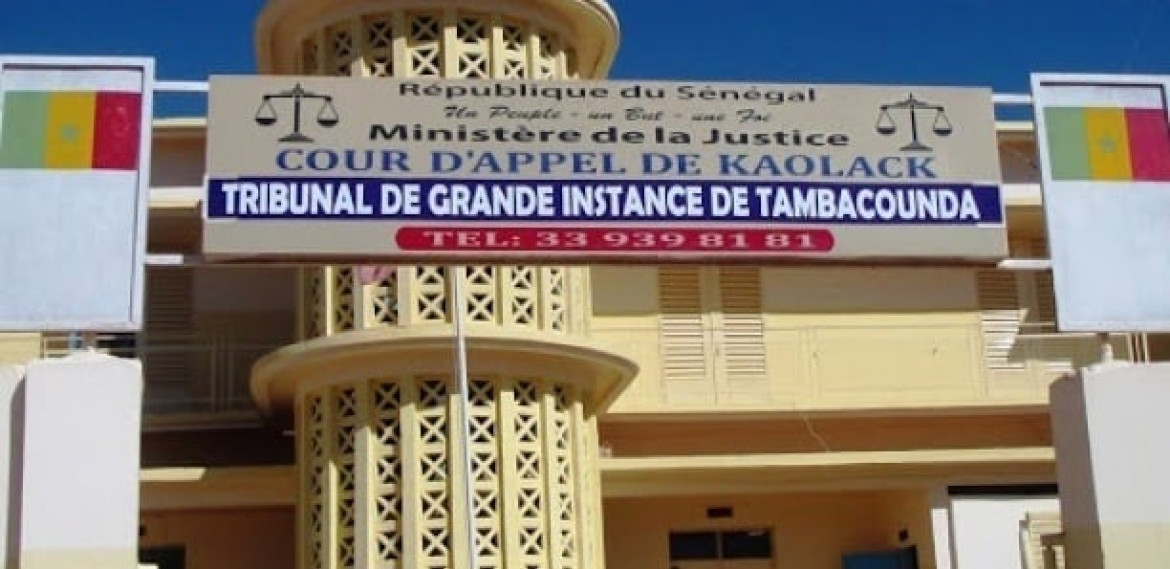 République du Sénégal
Un Peuple - un But - une Foi
Ministère de la Justice
COUR D'APPEL DE KAOLACK
TRIBUNAL DE GRANDE INSTANCE DE TAMBACOUNDA
TEL: 33 939 81 81